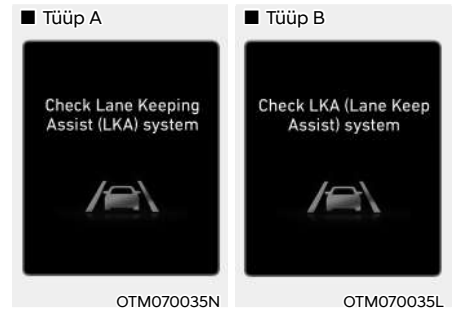 ■ Tüüp A
Check Lane Keeping
Assist (LKA) system
OTM070035N
■ Tüüp B
Check LKA (Lane Keep
Assist) system
OTM070035L